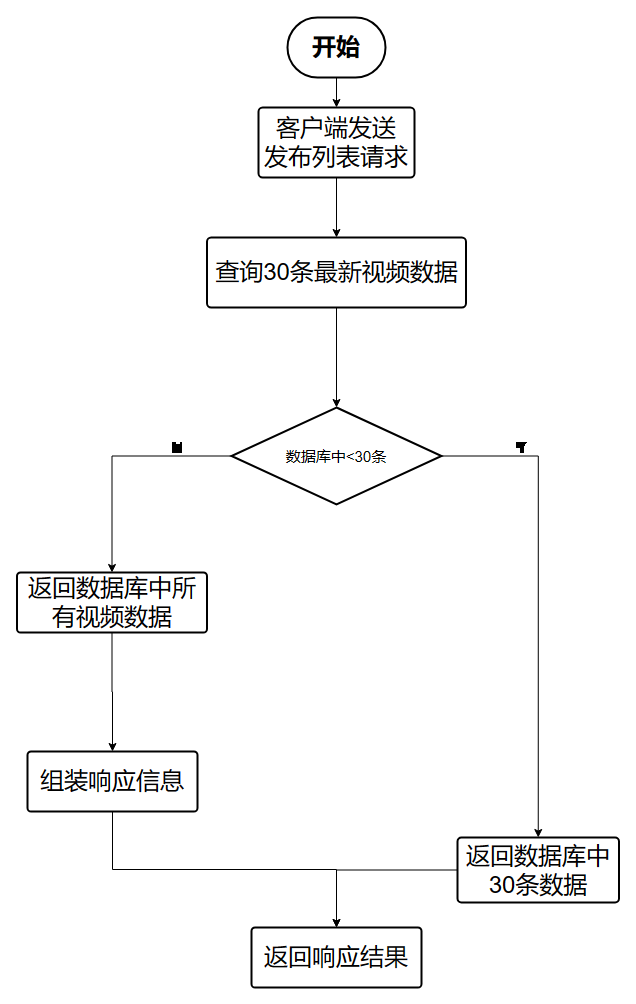 开始
客户端发送
发布列表请求
查询30条最新视频数据
数据库中<30条
返回数据库中所
有视频数据
组装响应信息
返回数据库中
30条数据
返回响应结果